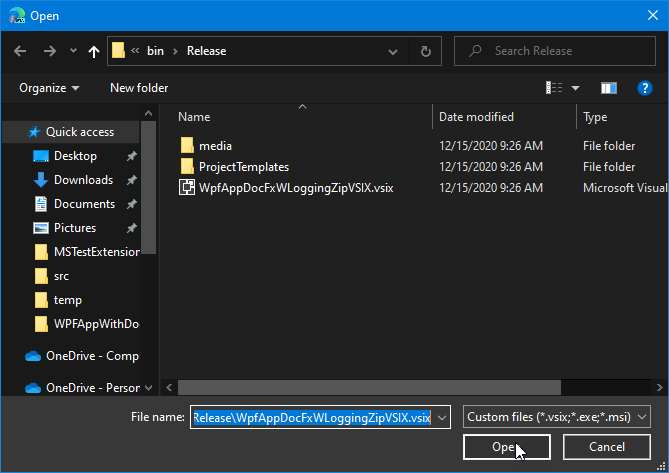 Open
bin > Release
Search Release
Organize
New folder
Name
Date modified
Type
Quick access
Desktop
Downloads
Documents
Pictures
MSTestExtension
src
temp
WPFAppWithDo
OneDrive - Comp
OneDrive - Person
media 12/15/2020 9:26 AM File folder
ProjectTemplates 12/15/2020 9:26 AM File folder
WpfAppDocFxWLoggingZipVSIX.vsix 12/15/2020 9:26 AM Microsoft Visual
File name: Release\WpfAppDocFxWLoggingZipVSIX.vsix Custom files (*.vsix;*.exe;*.msi)
Open Cancel